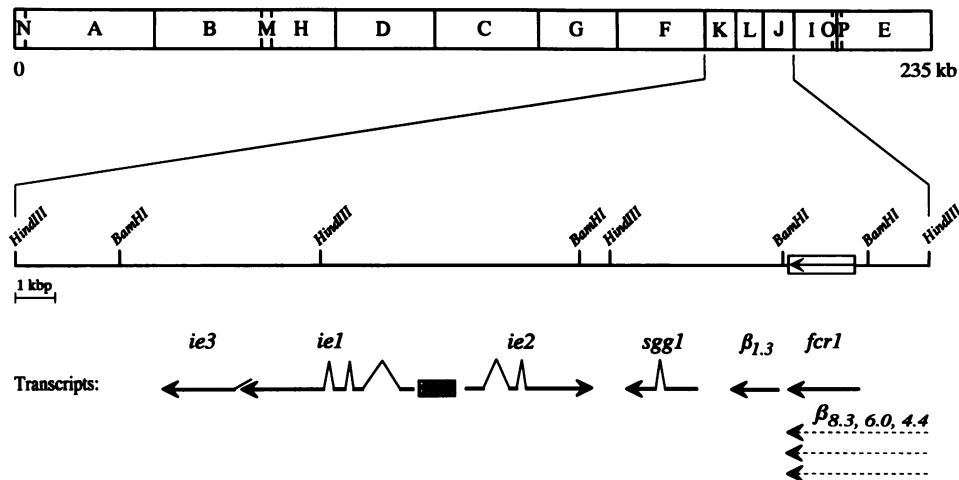 N A B M H D C G F K L J I O P E
0 235 kb
HindIII BamHI HindIII BamHI HindIII BamHI BamHI HindIII
1 kbp
ie3 ie1 ie2 sgg1 β1.3 fcr1
Transcripts:
β8.3, 6.0, 4.4